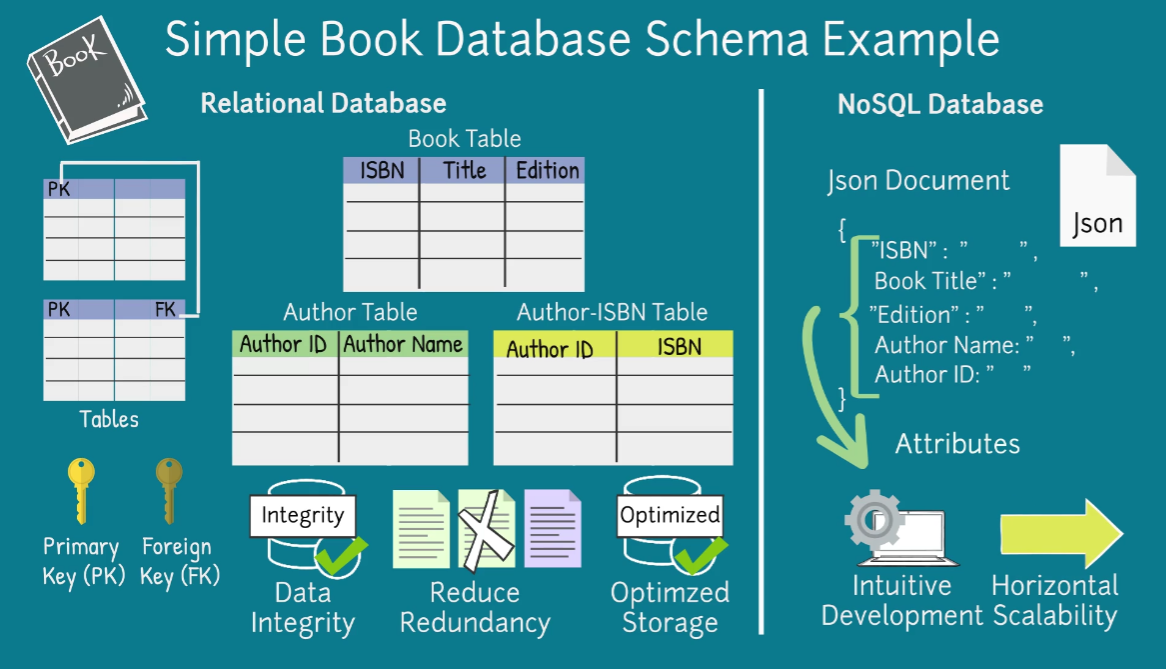 Simple Book Database Schema Example
BooK
Relational Database
Book Table
ISBN Title Edition
PK
PK FK
Tables
Author Table
Author ID Author Name
Author-ISBN Table
Author ID ISBN
Primary
Key (PK)
Foreign
Key (FK)
Integrity
Data
Integrity
Reduce
Redundancy
Optimized
Optimzed
Storage
NoSQL Database
Json Document
Json
{
"ISBN" : " ",
Book Title" : " ",
"Edition" : " ",
Author Name: " ",
Author ID: " "
}
Attributes
Intuitive
Development
Horizontal
Scalability